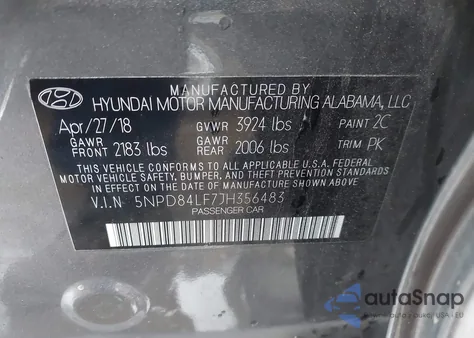 MANUFACTURED BY
HYUNDAI MOTOR MANUFACTURING ALABAMA, LLC
Apr/27/18 GVWR 3924 lbs PAINT 2C
GAWR FRONT 2183 lbs GAWR REAR 2006 lbs TRIM PK
THIS VEHICLE CONFORMS TO ALL APPLICABLE U.S.A. FEDERAL
MOTOR VEHICLE SAFETY, BUMPER, AND THEFT PREVENTION STANDARDS
IN EFFECT ON THE DATE OF MANUFACTURE SHOWN ABOVE.
V.I.N 5NPD84LF7JH356483
PASSENGER CAR
autoSnap